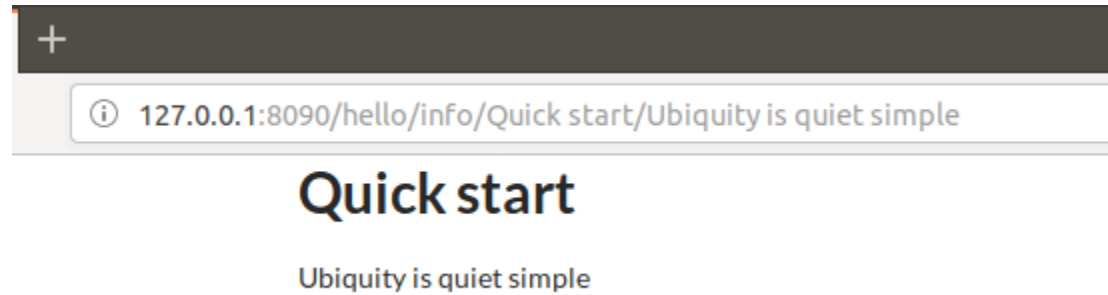 127.0.0.1:8090/hello/info/Quick start/Ubiquity is quiet simple
Quick start
Ubiquity is quiet simple